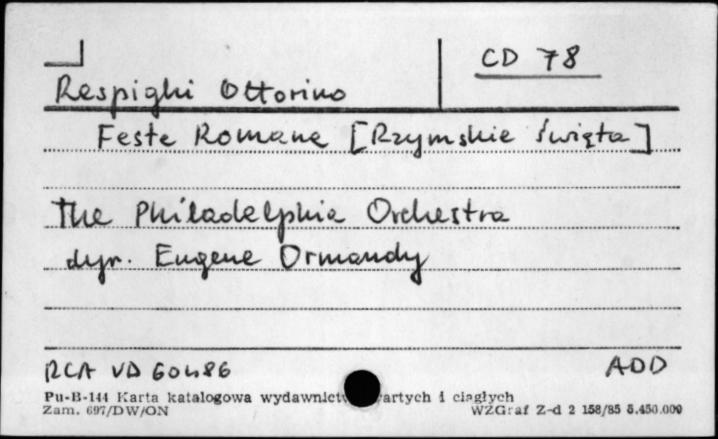 CD 78
Respighi Ottorino
Feste Romane [Rzymskie święta]
The Philadelphia Orchestra
dyr. Eugene Ormandy
RCA VD 60486 ADD
Pu-B-144 Karta katalogowa wydawnictw zwartych i ciągłych
Zam. 697/DW/ON WZGraf Z-d 2 158/85 5.450.000